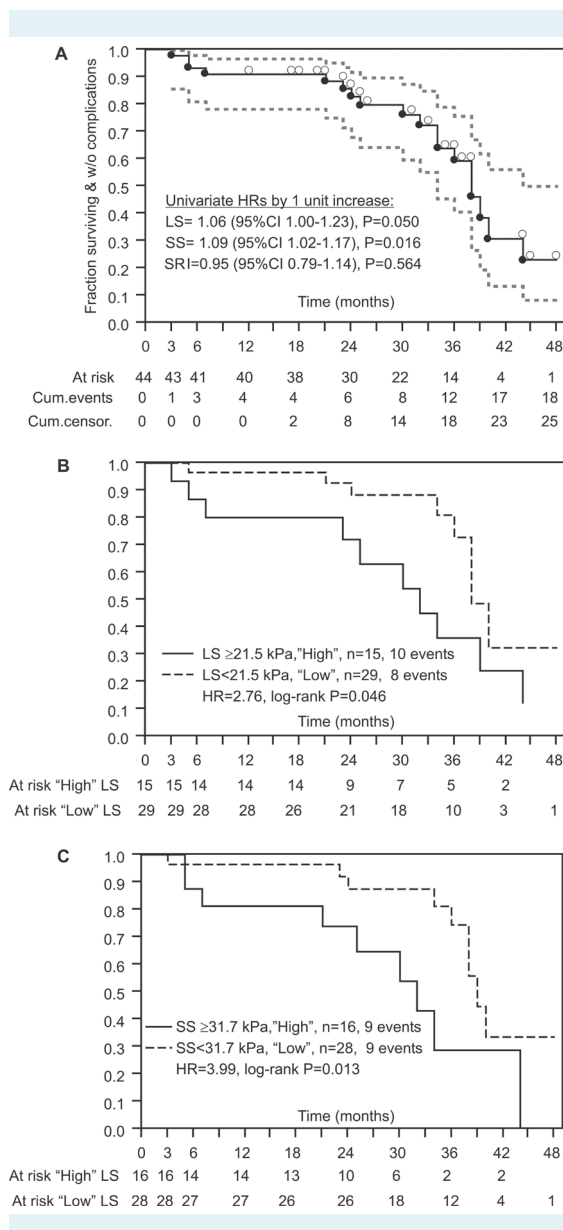 A
Fraction surviving & w/o complications
1.0
0.9
0.8
0.7
0.6
0.5
0.4
0.3
0.2
0.1
0.0
Univariate HRs by 1 unit increase:
LS= 1.06 (95%CI 1.00-1.23), P=0.050
SS= 1.09 (95%CI 1.02-1.17), P=0.016
SRI=0.95 (95%CI 0.79-1.14), P=0.564
Time (months)
0 3 6 12 18 24 30 36 42 48
At risk 44 43 41 40 38 30 22 14 4 1
Cum.events 0 1 3 4 4 6 8 12 17 18
Cum.censor. 0 0 0 0 2 8 14 18 23 25
B
1.0
0.9
0.8
0.7
0.6
0.5
0.4
0.3
0.2
0.1
0.0
LS ≥21.5 kPa,"High", n=15, 10 events
LS<21.5 kPa, "Low", n=29, 8 events
HR=2.76, log-rank P=0.046
Time (months)
0 3 6 12 18 24 30 36 42 48
At risk "High" LS 15 15 14 14 14 9 7 5 2
At risk "Low" LS 29 29 28 28 26 21 18 10 3 1
C
1.0
0.9
0.8
0.7
0.6
0.5
0.4
0.3
0.2
0.1
0.0
SS ≥31.7 kPa,"High", n=16, 9 events
SS<31.7 kPa, "Low", n=28, 9 events
HR=3.99, log-rank P=0.013
Time (months)
0 3 6 12 18 24 30 36 42 48
At risk "High" LS 16 16 14 14 13 10 6 2 2
At risk "Low" LS 28 28 27 27 26 26 18 12 4 1